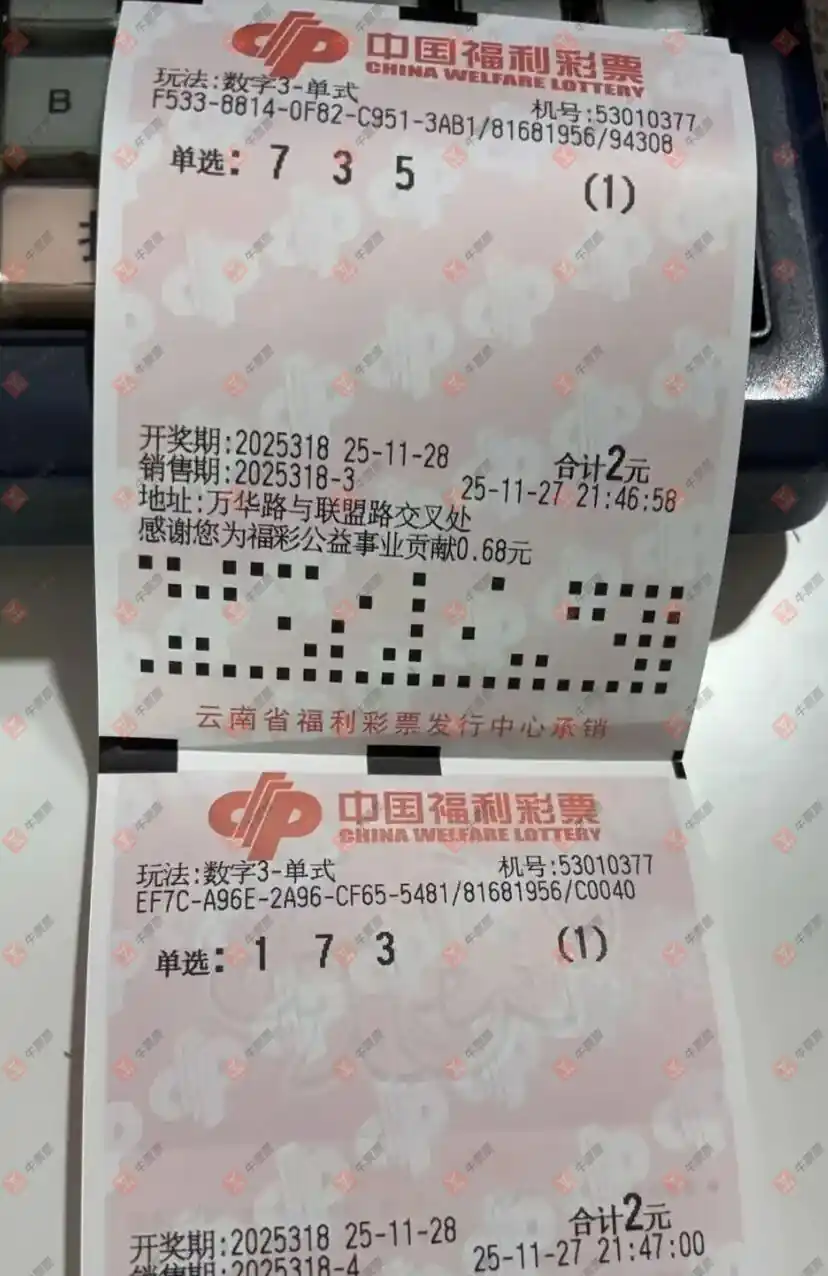 B
中国福利彩票
CHINA WELFARE LOTTERY
玩法:数字3-单式 机号:53010377
F533-8814-0F82-C951-3AB1/81681956/94308
单选: 7 3 5 (1)
开奖期:2025318 25-11-28 合计2元
销售期:2025318-3 25-11-27 21:46:58
地址:万华路与联盟路交叉处
感谢您为福彩公益事业贡献0.68元
云南省福利彩票发行中心承销
中国福利彩票
CHINA WELFARE LOTTERY
玩法:数字3-单式 机号:53010377
EF7C-A96E-2A96-CF65-5481/81681956/C0040
单选: 1 7 3 (1)
开奖期:2025318 25-11-28 合计2元
销售期:2025318-4 25-11-27 21:47:00